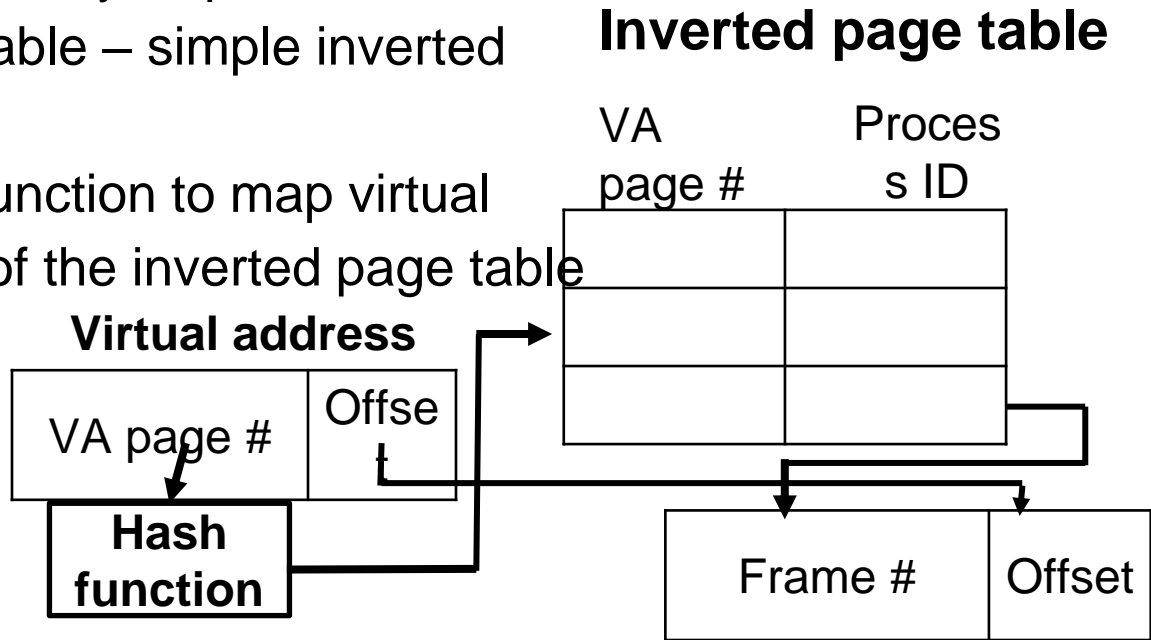 able – simple inverted
unction to map virtual
of the inverted page table
Inverted page table
VA
page #
Proces
s ID
Virtual address
VA page #
Offse
t
Hash
function
Frame #
Offset